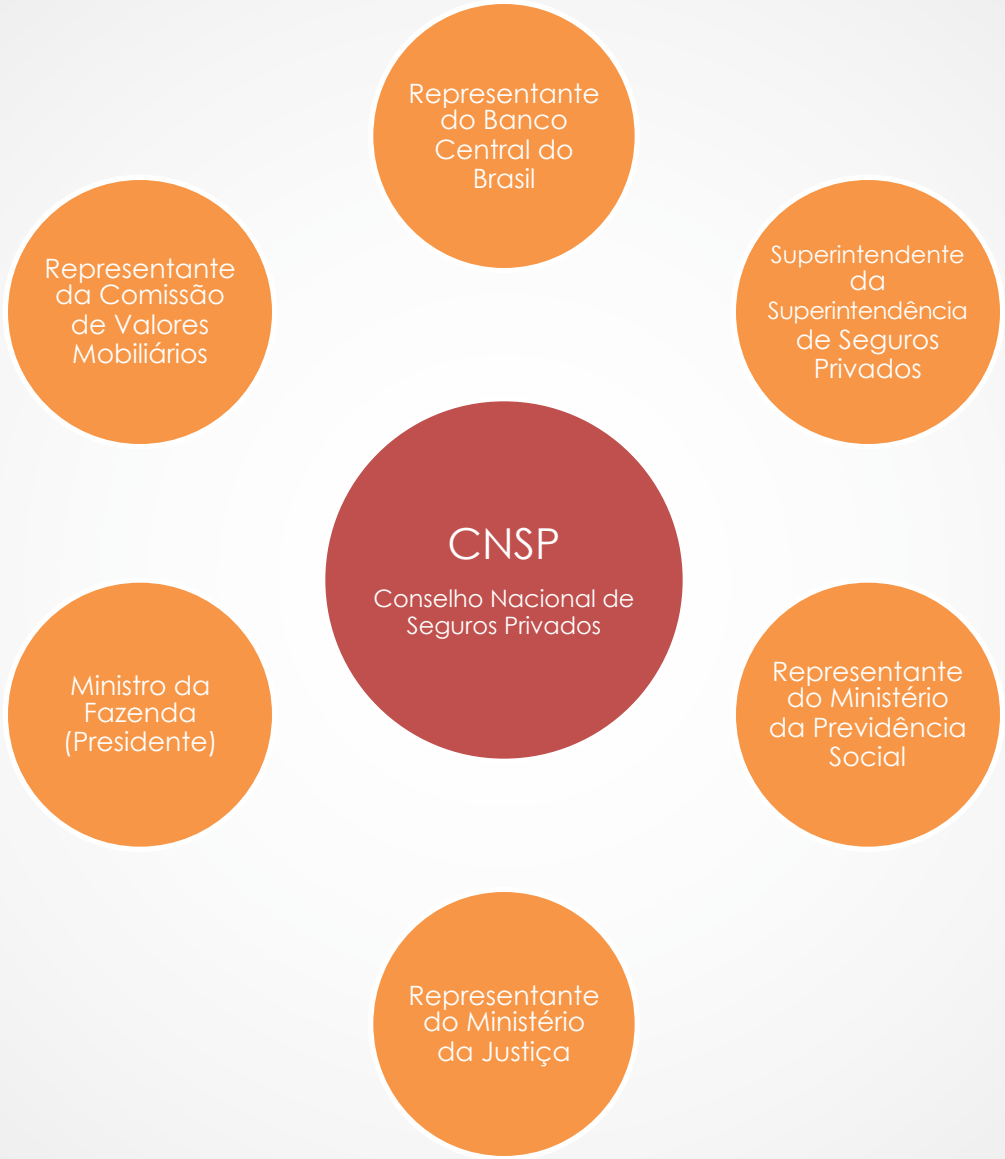 Representante
do Banco
Central do
Brasil
Representante
da Comissão
de Valores
Mobiliários
Superintendente
da
Superintendência
de Seguros
Privados
CNSP
Conselho Nacional de
Seguros Privados
Ministro da
Fazenda
(Presidente)
Representante
do Ministério
da Previdência
Social
Representante
do Ministério
da Justiça